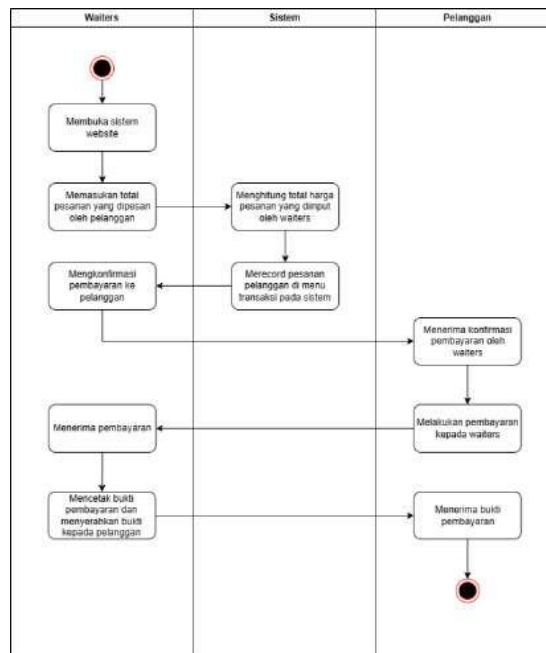 Waiters
Sistem
Pelanggan
Membuka sistem
website
Memasukan total
pesanan yang dipesan
oleh pelanggan
Menghitung total harga
pesanan yang diinput
oleh waiters
Mengkonfirmasi
pembayaran ke
pelanggan
Merecord pesanan
pelanggan di menu
transaksi pada sistem
Menerima konfirmasi
pembayaran oleh
waiters
Menerima pembayaran
Melakukan pembayaran
kepada waiters
Mencetak bukti
pembayaran dan
menyerahkan bukti
kepada pelanggan
Menerima bukti
pembayaran